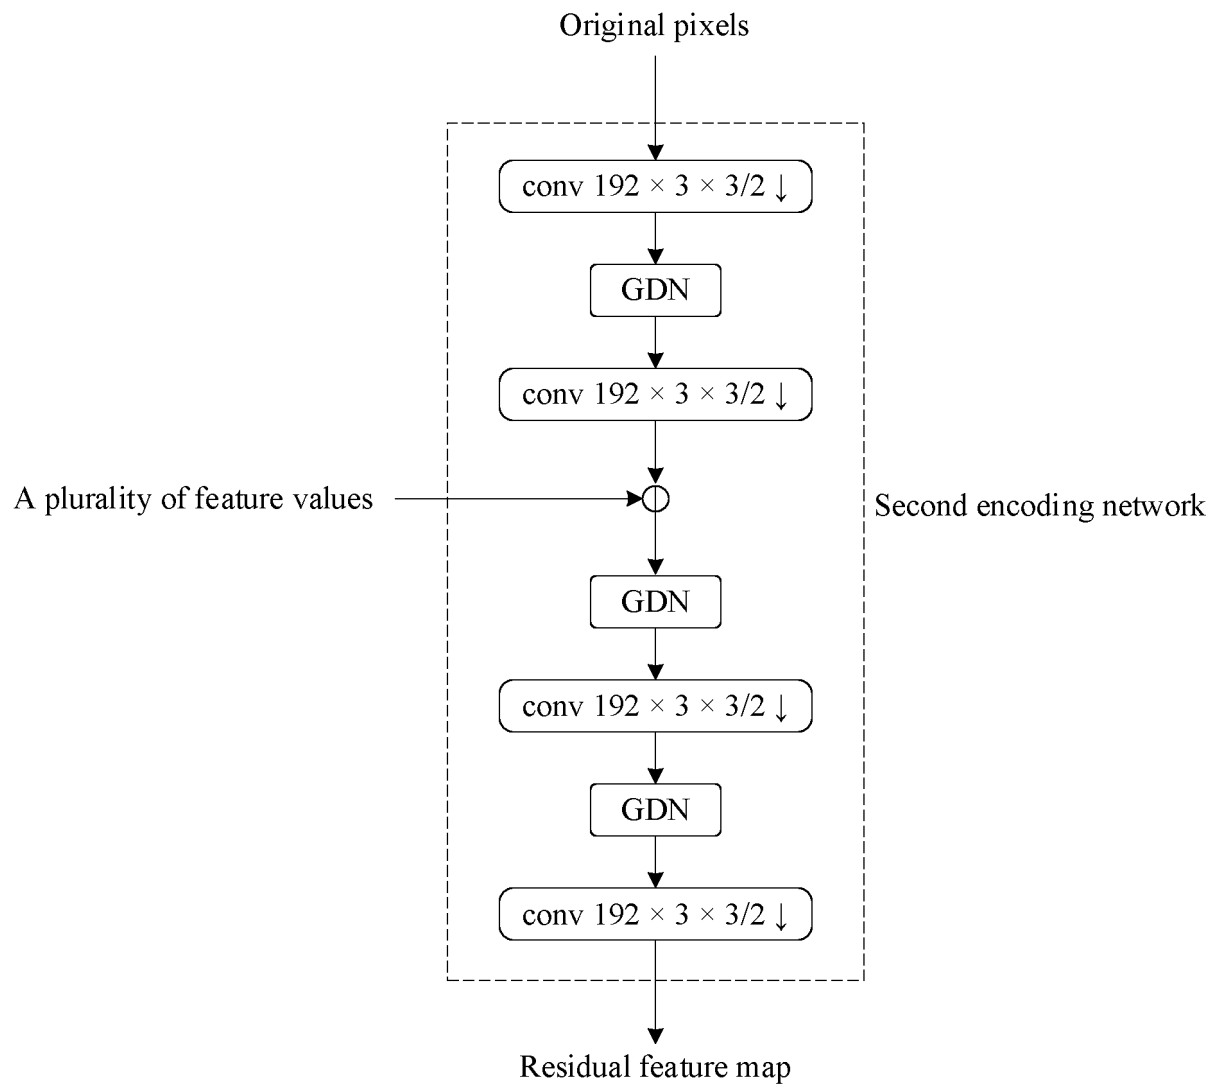 Original pixels
conv 192 × 3 × 3/2 ↓
GDN
conv 192 × 3 × 3/2 ↓
A plurality of feature values
Second encoding network
GDN
conv 192 × 3 × 3/2 ↓
GDN
conv 192 × 3 × 3/2 ↓
Residual feature map